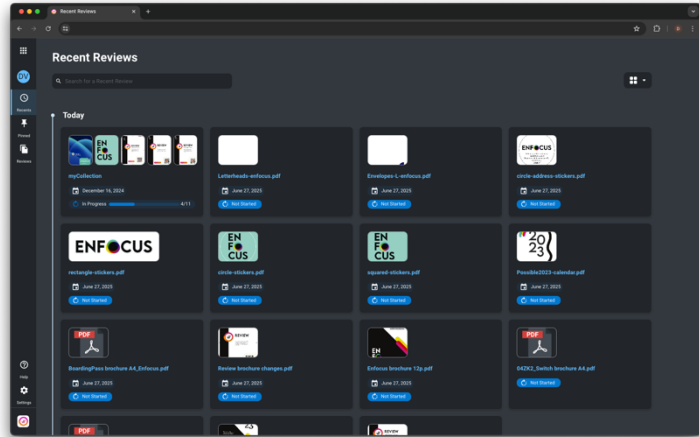 Recent Reviews
DV
Recents
Pinned
Reviews
Help
Settings
Recent Reviews
Search for a Recent Review
Today
EN
FO
CUS
myCollection
December 16, 2024
In Progress
4/11
Letterheads-enfocus.pdf
June 27, 2025
Not Started
Envelopes-L-enfocus.pdf
June 27, 2025
Not Started
ENFOCUS
circle-address-stickers.pdf
June 27, 2025
Not Started
ENFOCUS
rectangle-stickers.pdf
June 27, 2025
Not Started
EN
FO
CUS
circle-stickers.pdf
June 27, 2025
Not Started
EN
FO
CUS
squared-stickers.pdf
June 27, 2025
Not Started
20
23
Possible2023-calendar.pdf
June 27, 2025
Not Started
PDF
BoardingPass brochure A4_Enfocus.pdf
June 27, 2025
Not Started
REVIEW
Review brochure changes.pdf
June 27, 2025
Not Started
EN
Enfocus brochure 12p.pdf
June 27, 2025
Not Started
PDF
04ZK2_Switch brochure A4.pdf
June 27, 2025
Not Started
PDF
REVIEW